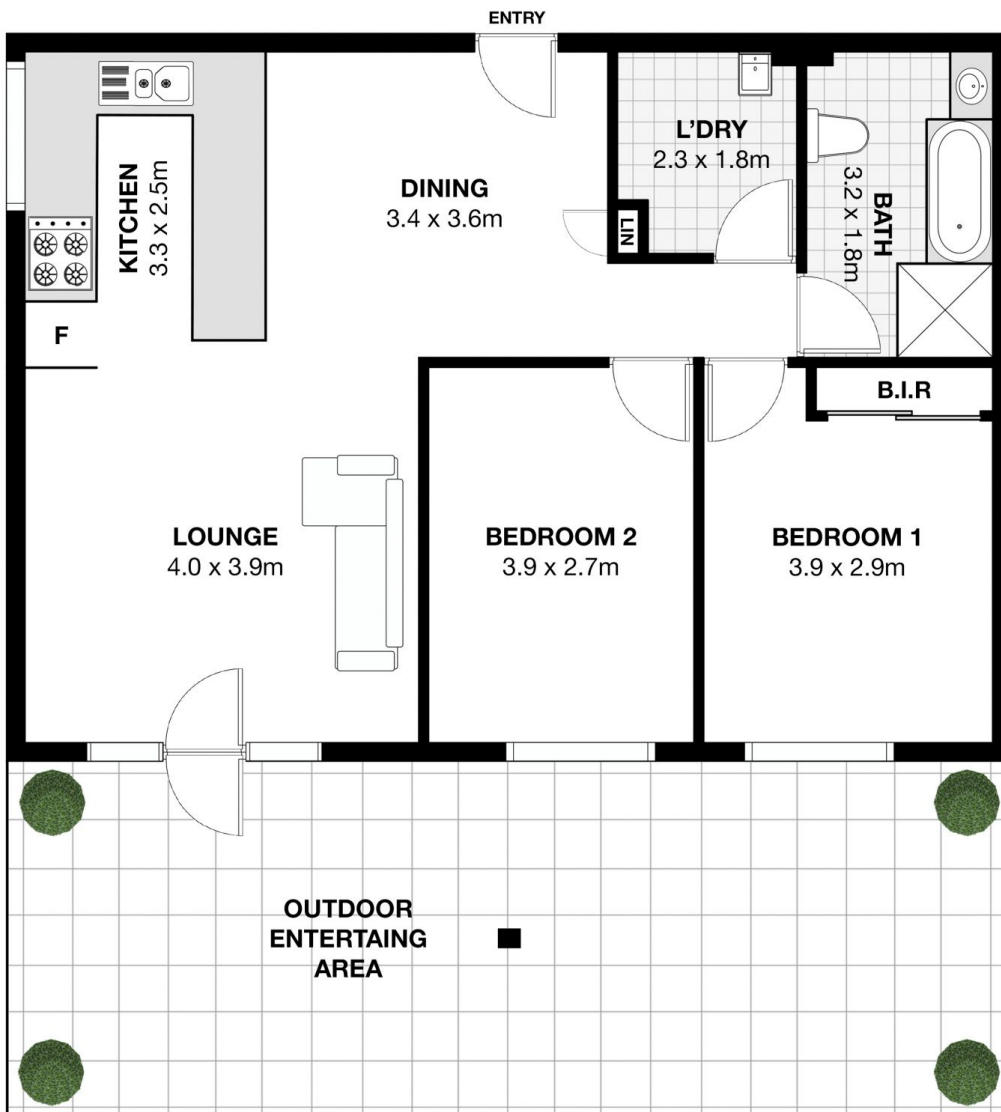 ENTRY
L'DRY
2.3 x 1.8m
DINING
3.4 x 3.6m
KITCHEN
3.3 x 2.5m
BATH
3.2 x 1.8m
LIN
F
B.I.R
LOUNGE
4.0 x 3.9m
BEDROOM 2
3.9 x 2.7m
BEDROOM 1
3.9 x 2.9m
OUTDOOR
ENTERTAING
AREA